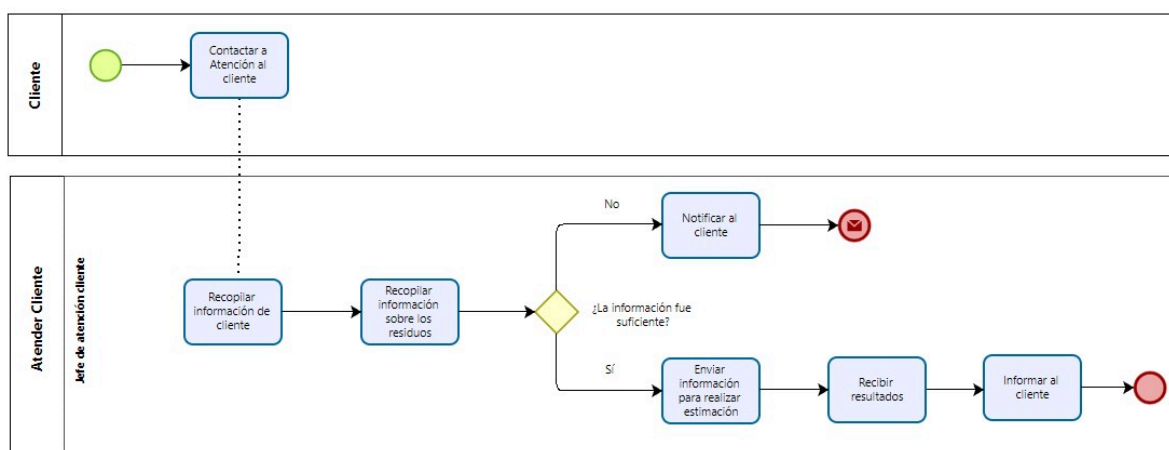 Cliente
Contactar a
Atención al
cliente
Atender Cliente
Jefe de atención cliente
Recopilar
información de
cliente
Recopilar
información
sobre los
residuos
¿La información fue
suficiente?
No
Notificar al
cliente
Sí
Enviar
información
para realizar
estimación
Recibir
resultados
Informar al
cliente